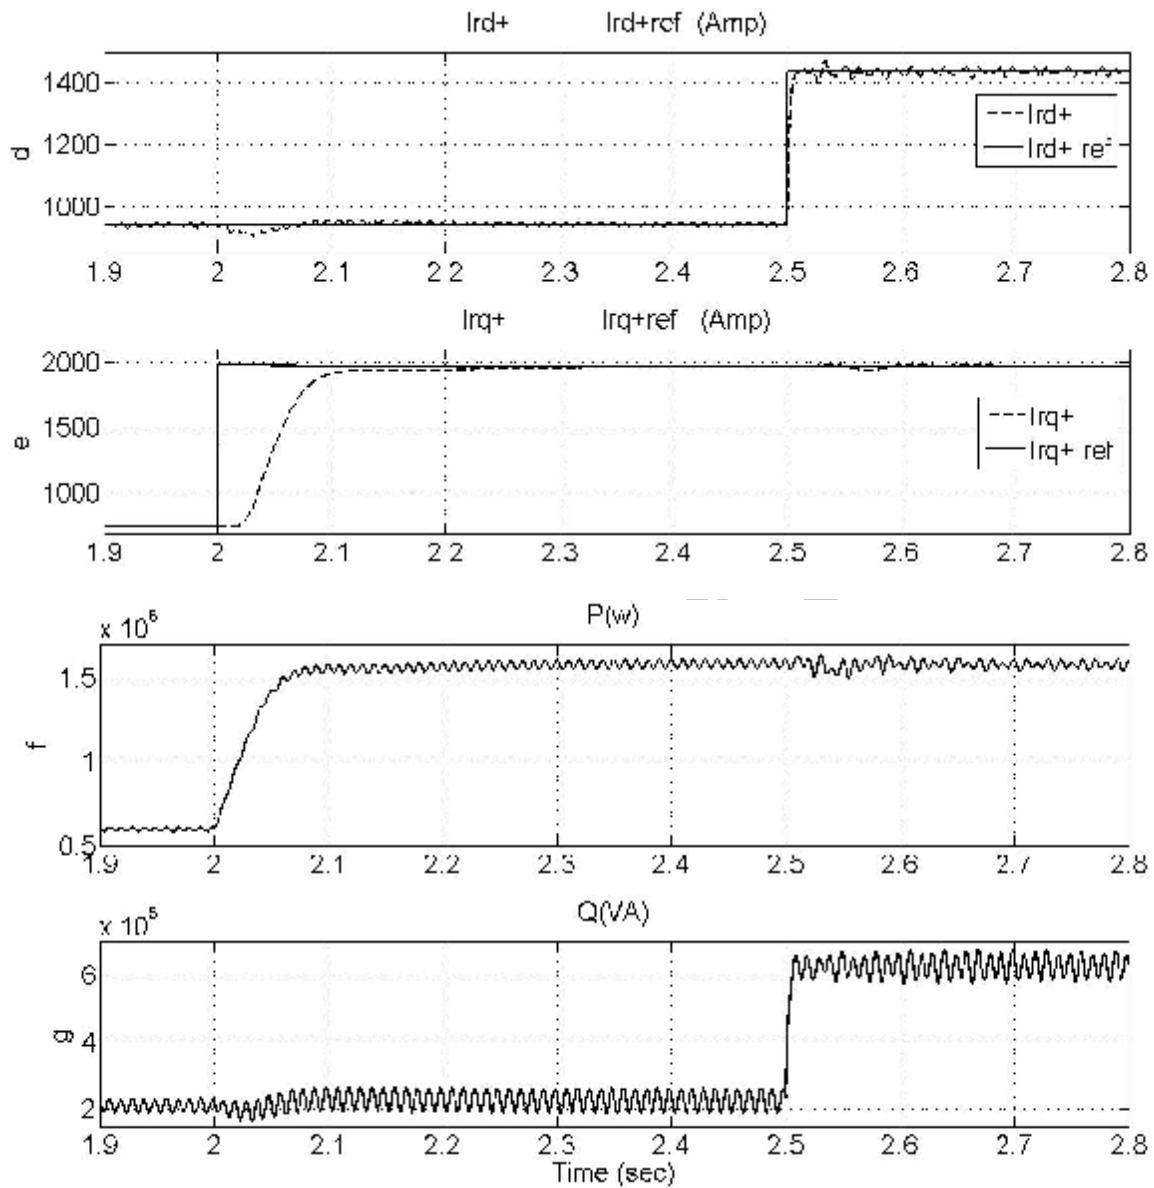 Ird+ Ird+ref (Amp)
1400
1200
1000
d
Ird+
Ird+ ref
1.9 2 2.1 2.2 2.3 2.4 2.5 2.6 2.7 2.8
Irq+ Irq+ref (Amp)
2000
1500
1000
e
Irq+
Irq+ ref
1.9 2 2.1 2.2 2.3 2.4 2.5 2.6 2.7 2.8
P(w)
x 10^6
1.5
1
0.5
f
1.9 2 2.1 2.2 2.3 2.4 2.5 2.6 2.7 2.8
Q(VA)
x 10^5
6
4
2
g
1.9 2 2.1 2.2 2.3 2.4 2.5 2.6 2.7 2.8
Time (sec)